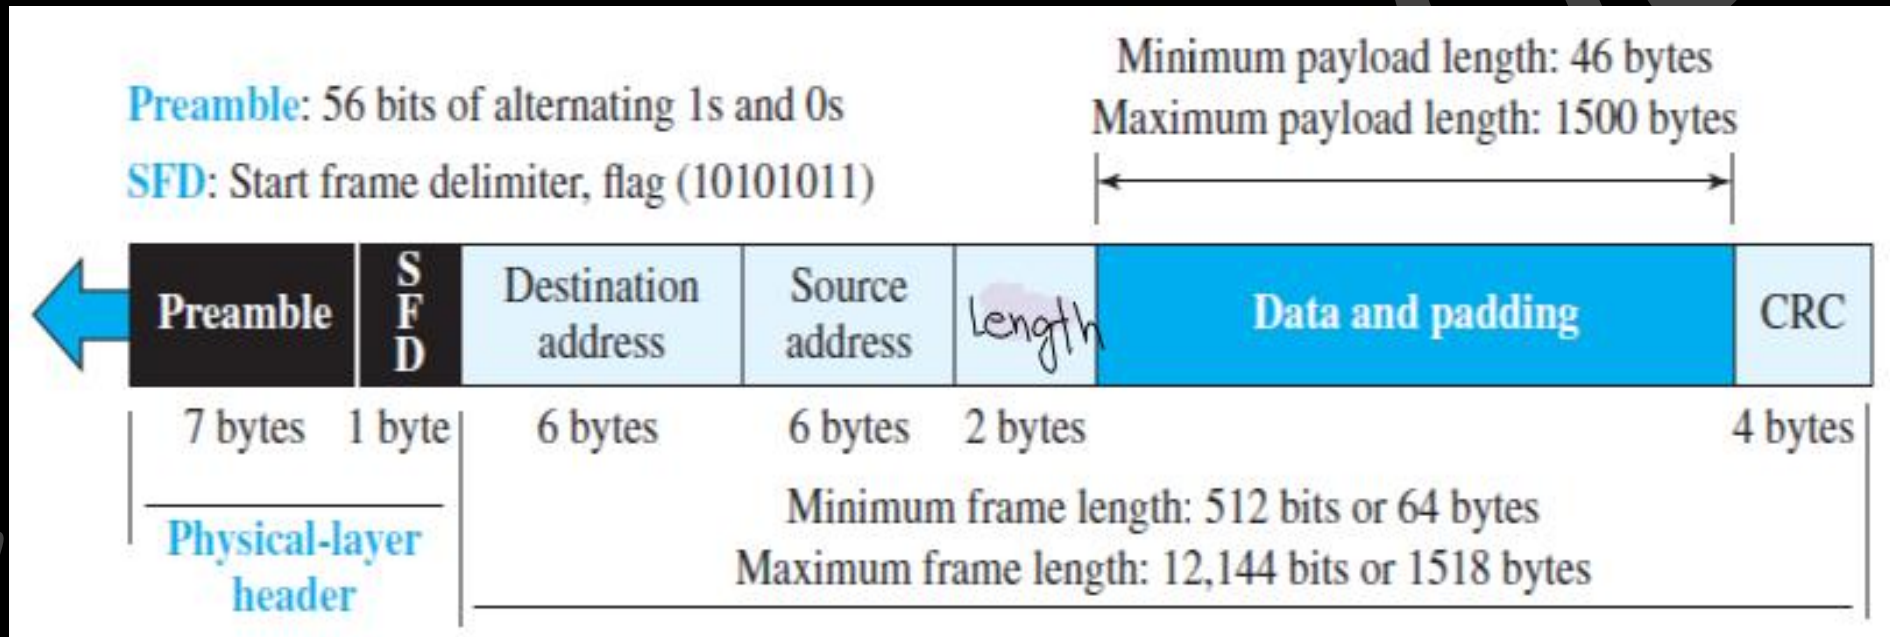 Minimum payload length: 46 bytes
Preamble: 56 bits of alternating 1s and 0s
Maximum payload length: 1500 bytes
SFD: Start frame delimiter, flag (10101011)
Preamble
S
F
D
Destination
address
Source
address
Length
Data and padding
CRC
7 bytes 1 byte 6 bytes 6 bytes 2 bytes 4 bytes
Physical-layer
header
Minimum frame length: 512 bits or 64 bytes
Maximum frame length: 12,144 bits or 1518 bytes